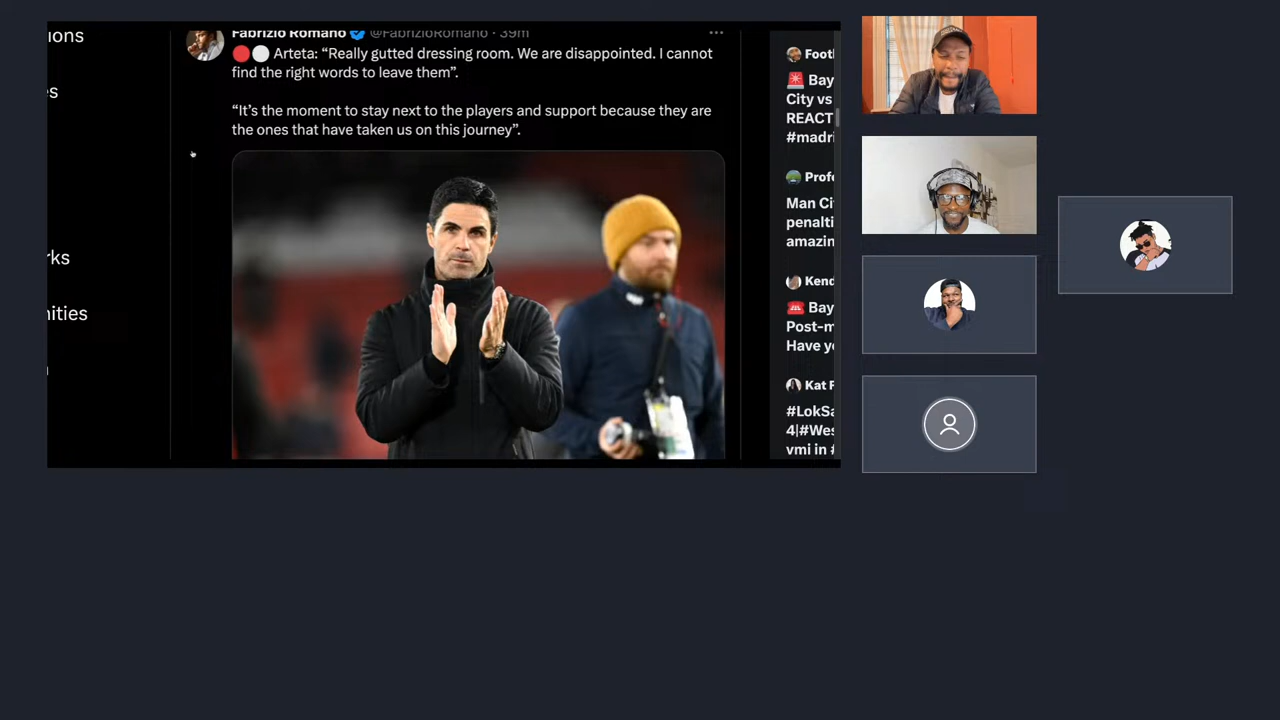 ions
es
rks
nities
Fabrizio Romano @FabrizioRomano · 39m
🔴⚪ Arteta: “Really gutted dressing room. We are disappointed. I cannot
find the right words to leave them”.
“It’s the moment to stay next to the players and support because they are
the ones that have taken us on this journey”.
Footl
🚨 Bay
City vs
REACT
#madri
Profe
Man Ci
penalti
amazin
Kend
☎️ Bay
Post-m
Have yo
Kat F
#LokSa
4|#Wes
vmi in #